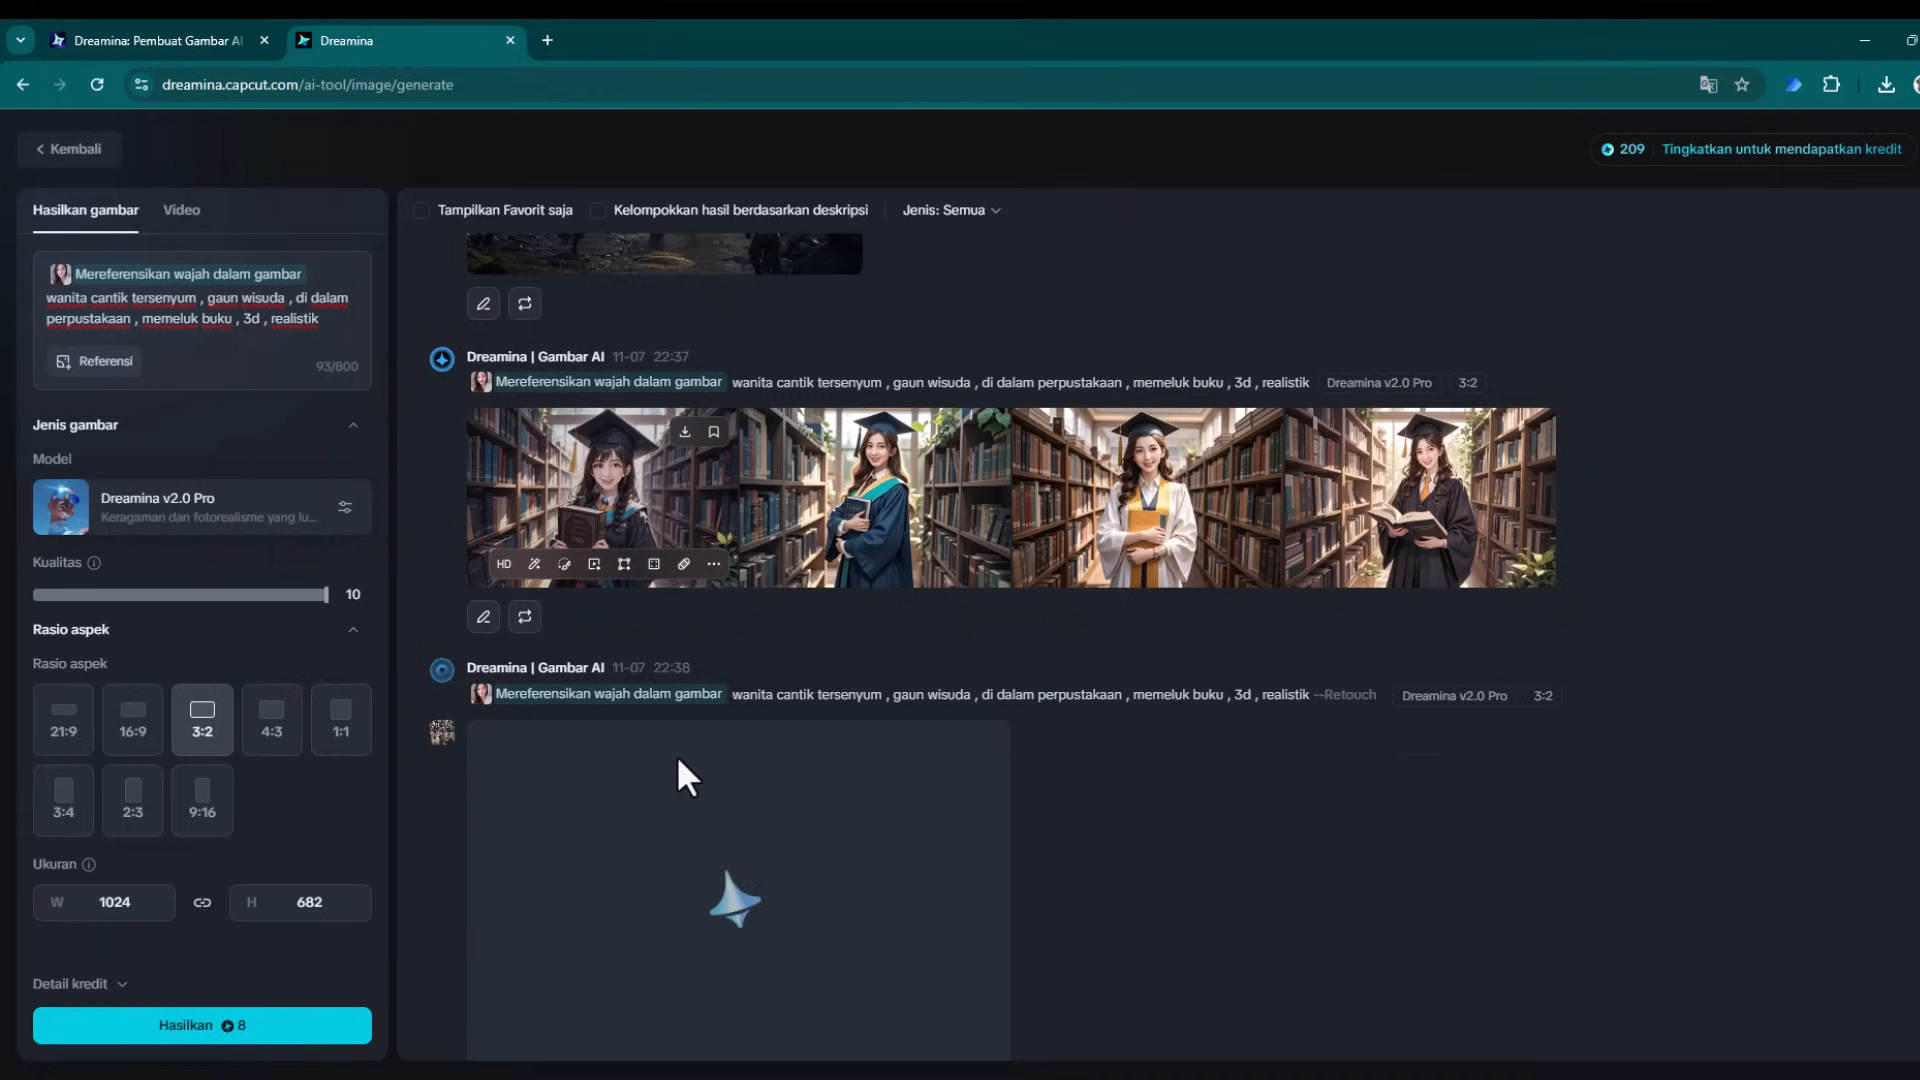 Dreamina: Pembuat Gambar AI
Dreamina
dreamina.capcut.com/ai-tool/image/generate
Kembali
209
Tingkatkan untuk mendapatkan kredit
Hasilkan gambar
Video
Mereferensikan wajah dalam gambar
wanita cantik tersenyum , gaun wisuda , di dalam
perpustakaan , memeluk buku , 3d , realistik
Referensi
93/800
Jenis gambar
Model
Dreamina v2.0 Pro
Keragaman dan fotorealisme yang lu...
Kualitas
10
Rasio aspek
Rasio aspek
21:9 16:9 3:2 4:3 1:1
3:4 2:3 9:16
Ukuran
W 1024 H 682
Detail kredit
Hasilkan 8
Tampilkan Favorit saja
Kelompokkan hasil berdasarkan deskripsi
Jenis: Semua
Dreamina | Gambar AI 11-07 22:37
Mereferensikan wajah dalam gambar wanita cantik tersenyum , gaun wisuda , di dalam perpustakaan , memeluk buku , 3d , realistik Dreamina v2.0 Pro 3:2
HD
Dreamina | Gambar AI 11-07 22:38
Mereferensikan wajah dalam gambar wanita cantik tersenyum , gaun wisuda , di dalam perpustakaan , memeluk buku , 3d , realistik --Retouch Dreamina v2.0 Pro 3:2